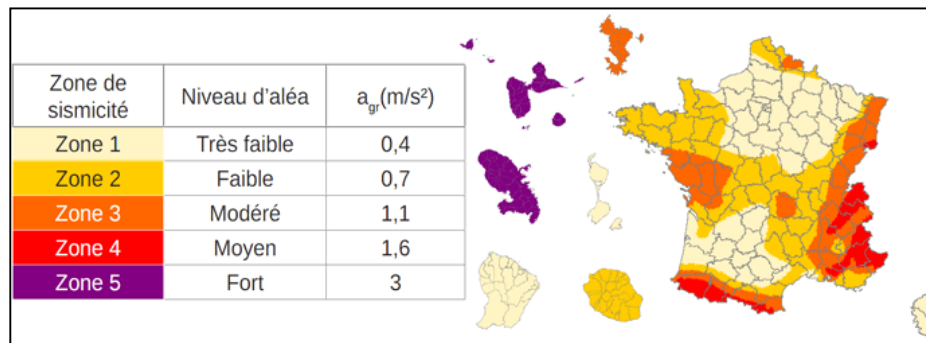 Zone de sismicité Niveau d'aléa a_gr(m/s²)
Zone 1 Très faible 0,4
Zone 2 Faible 0,7
Zone 3 Modéré 1,1
Zone 4 Moyen 1,6
Zone 5 Fort 3